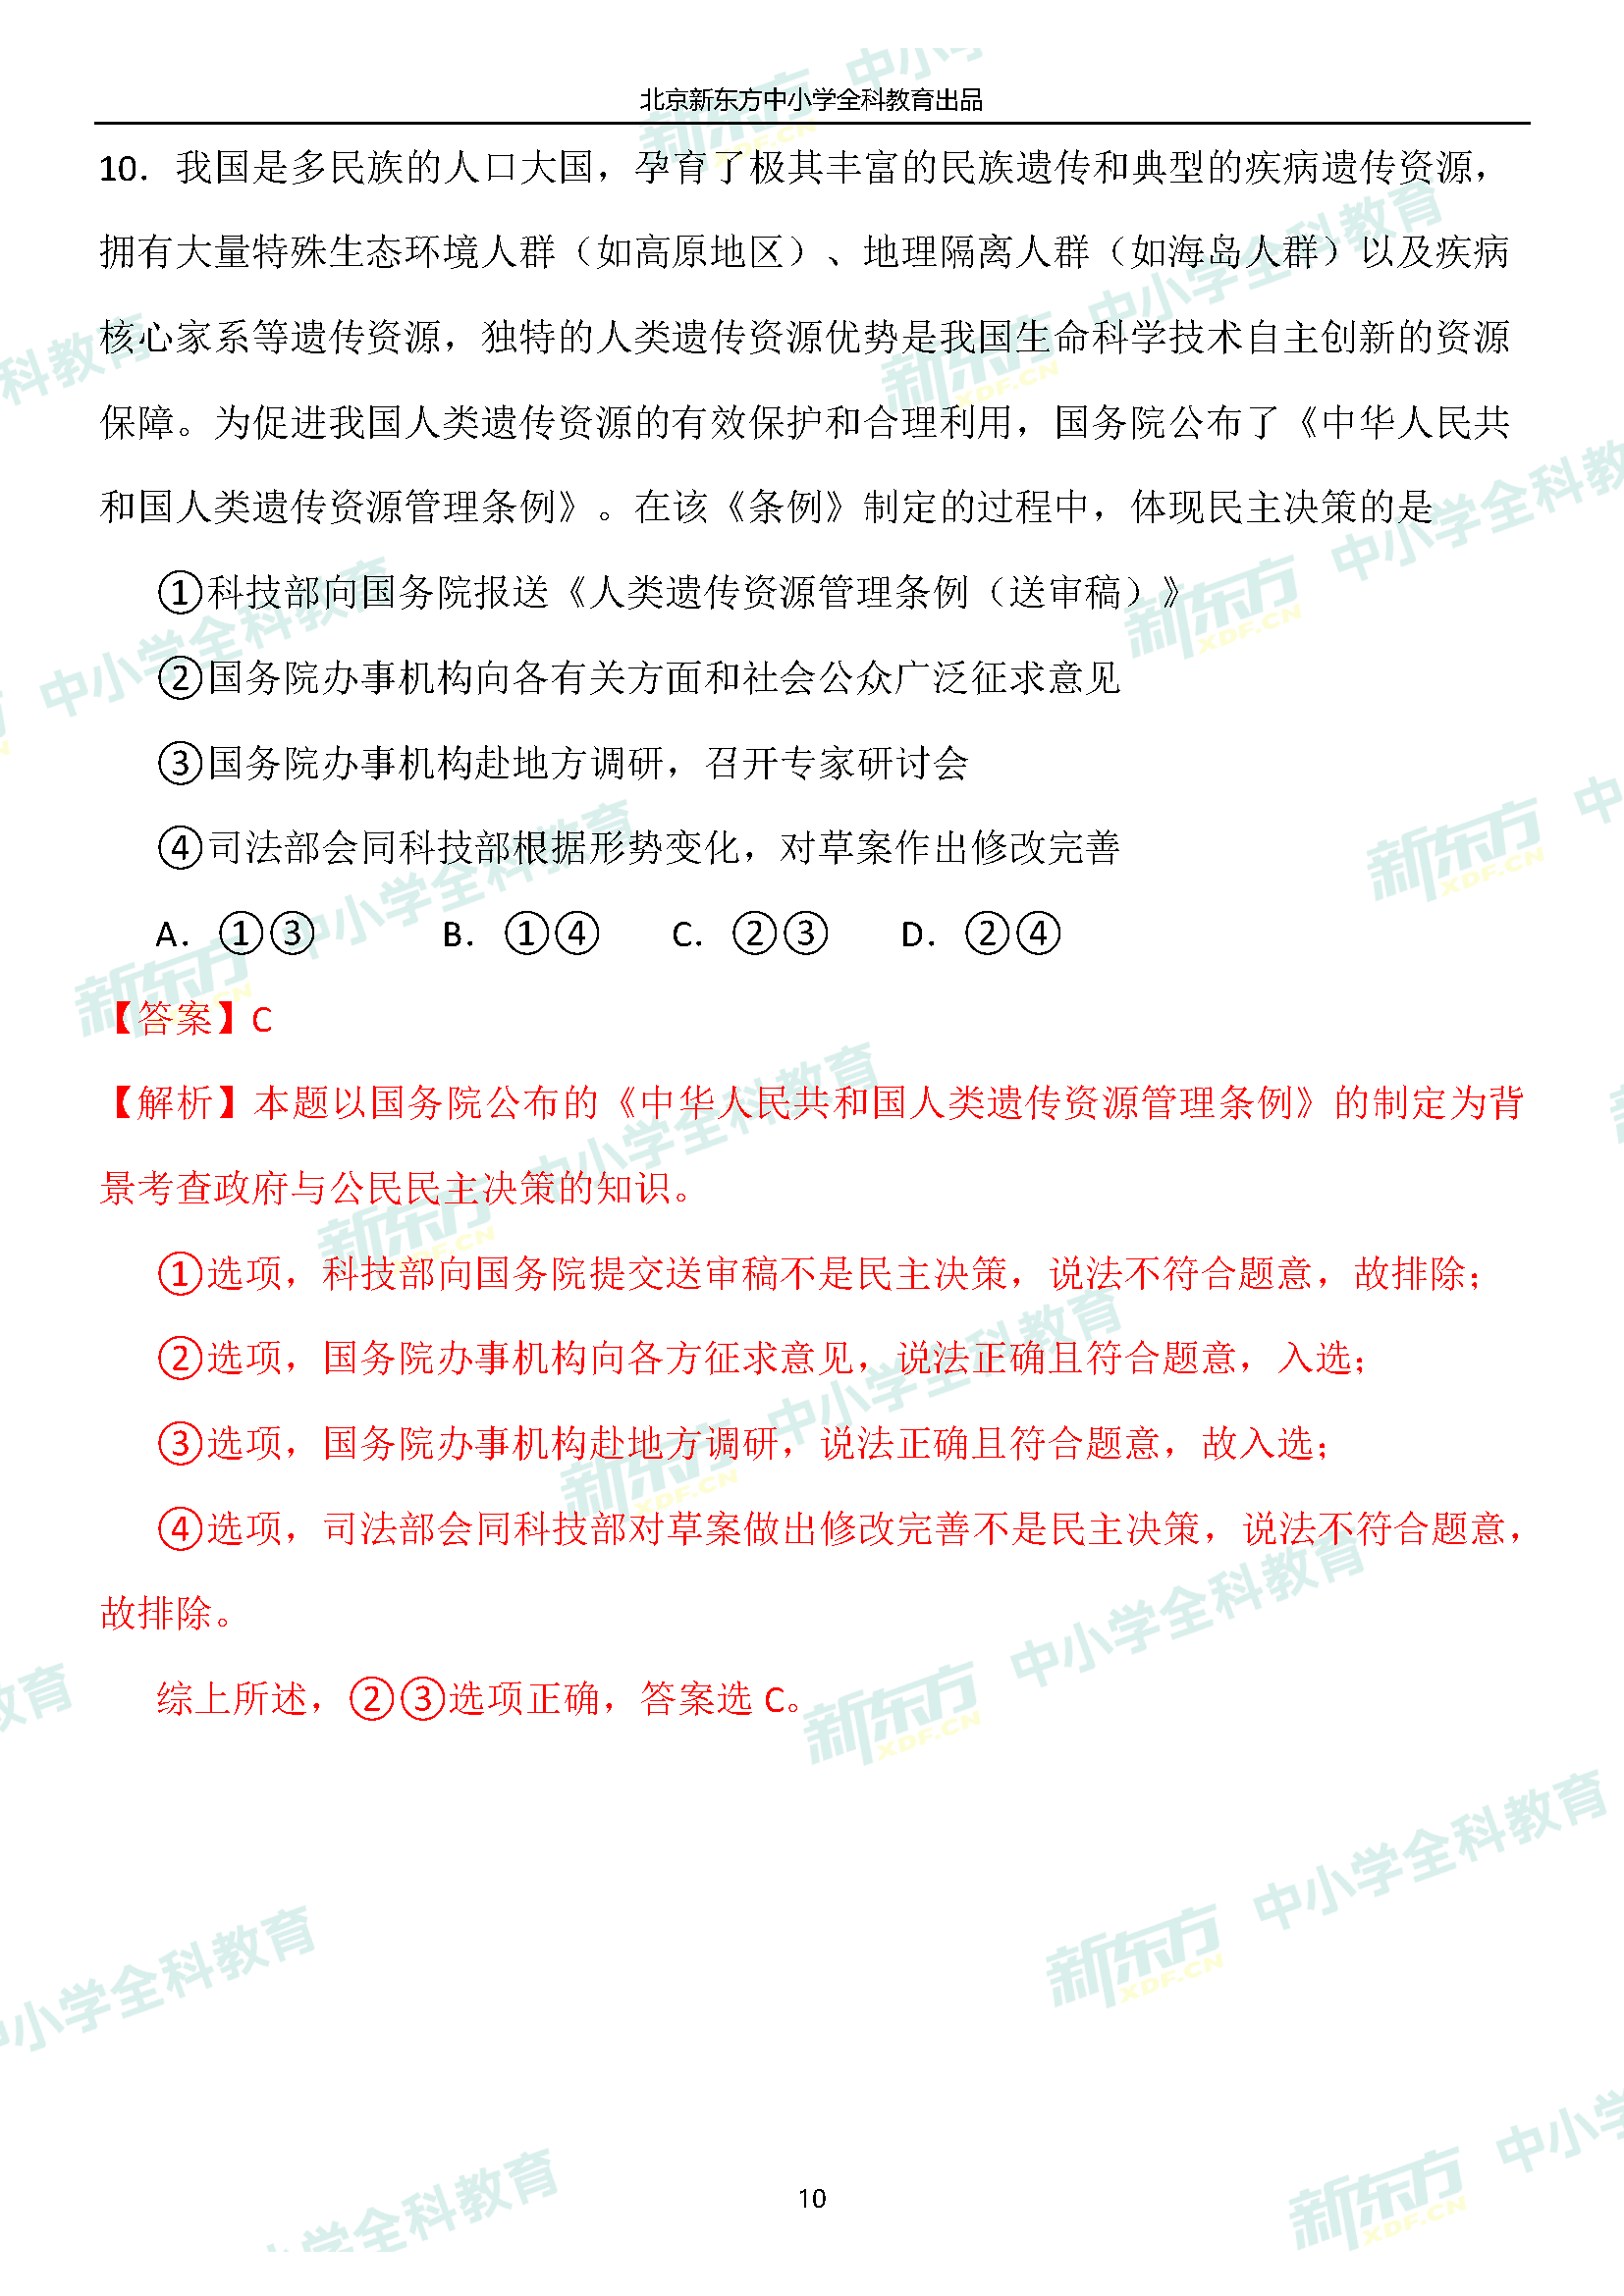 北京新东方中小学全科教育出品
10．我国是多民族的人口大国，孕育了极其丰富的民族遗传和典型的疾病遗传资源，
拥有大量特殊生态环境人群（如高原地区）、地理隔离人群（如海岛人群）以及疾病
核心家系等遗传资源，独特的人类遗传资源优势是我国生命科学技术自主创新的资源
保障。为促进我国人类遗传资源的有效保护和合理利用，国务院公布了《中华人民共
和国人类遗传资源管理条例》。在该《条例》制定的过程中，体现民主决策的是
①科技部向国务院报送《人类遗传资源管理条例（送审稿）》
②国务院办事机构向各有关方面和社会公众广泛征求意见
③国务院办事机构赴地方调研，召开专家研讨会
④司法部会同科技部根据形势变化，对草案作出修改完善
A．①③ B．①④ C．②③ D．②④
【答案】C
【解析】本题以国务院公布的《中华人民共和国人类遗传资源管理条例》的制定为背
景考查政府与公民民主决策的知识。
①选项，科技部向国务院提交送审稿不是民主决策，说法不符合题意，故排除；
②选项，国务院办事机构向各方征求意见，说法正确且符合题意，入选；
③选项，国务院办事机构赴地方调研，说法正确且符合题意，故入选；
④选项，司法部会同科技部对草案做出修改完善不是民主决策，说法不符合题意，
故排除。
综上所述，②③选项正确，答案选 C。
10